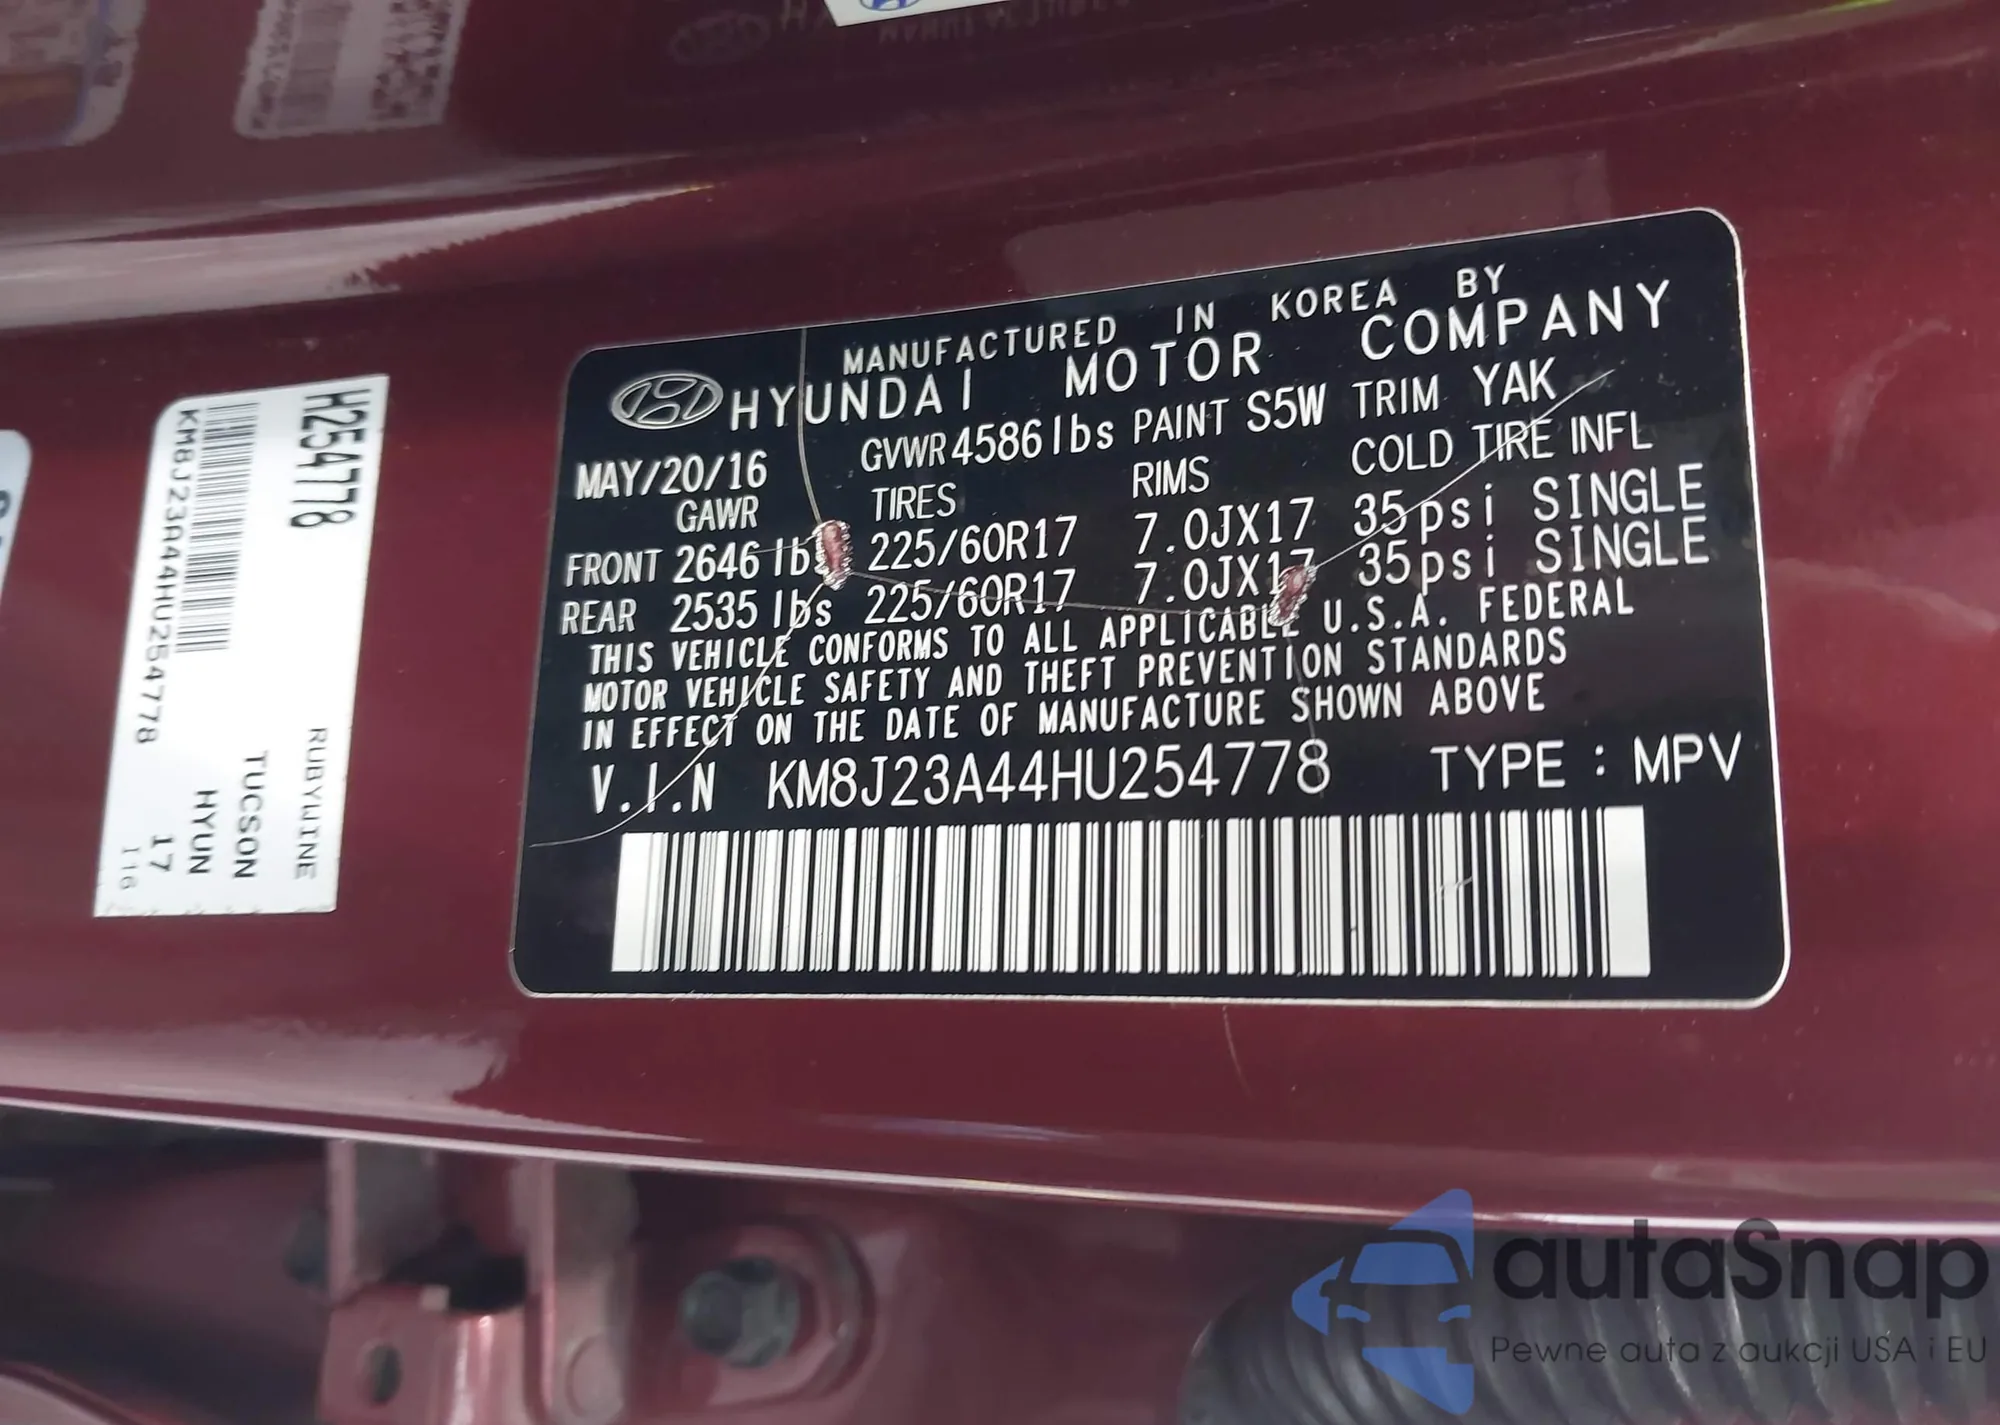 MANUFACTURED IN KOREA BY
HYUNDAI MOTOR COMPANY
MAY/20/16 GVWR 4586 lbs PAINT S5W TRIM YAK
GAWR TIRES RIMS COLD TIRE INFL
FRONT 2646 lbs 225/60R17 7.0JX17 35psi SINGLE
REAR 2535 lbs 225/60R17 7.0JX17 35psi SINGLE
THIS VEHICLE CONFORMS TO ALL APPLICABLE U.S.A. FEDERAL
MOTOR VEHICLE SAFETY AND THEFT PREVENTION STANDARDS
IN EFFECT ON THE DATE OF MANUFACTURE SHOWN ABOVE
V.I.N KM8J23A44HU254778 TYPE : MPV
H254778
KM8J23A44HU254778
RUBYWINE
TUCSON
HYUN
17
116
autaSnap
Pewne auta z aukcji USA i EU